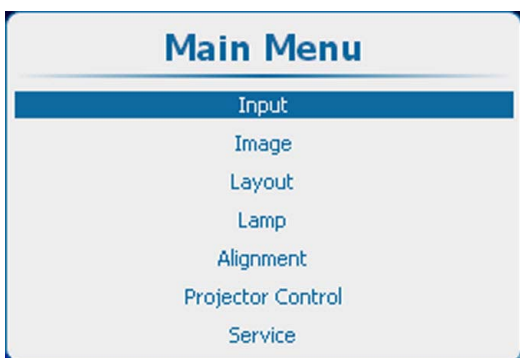 Main Menu
Input
Image
Layout
Lamp
Alignment
Projector Control
Service